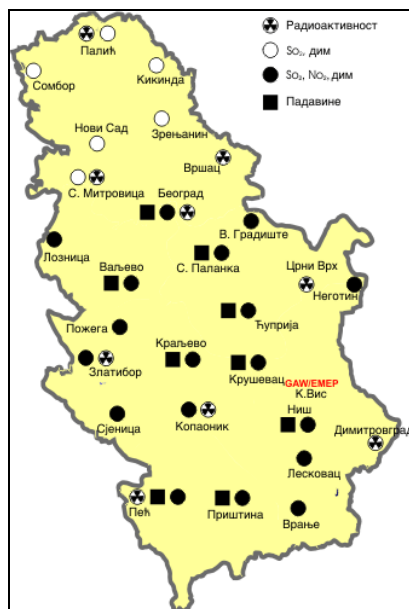 Радиоактивност
SO₂, дим
SO₂, NO₂, дим
Падавине
Палић
Сомбор
Кикинда
Нови Сад
Зрењанин
Вршац
С. Митровица
Београд
В. Градиште
Лозница
С. Паланка
Ваљево
Црни Врх
Неготин
Пожега
Ћуприја
Краљево
Златибор
Крушевац
GAW/EMEP
К.Вис
Ниш
Сјеница
Копаоник
Димитровград
Лесковац
Пећ
Приштина
Врање